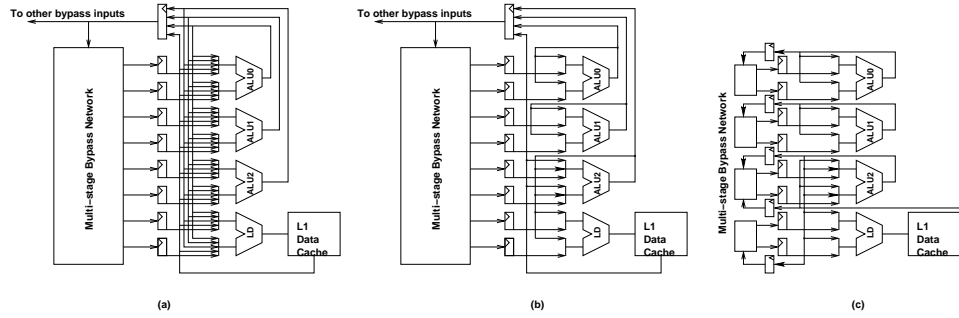 To other bypass inputs
Multi-stage Bypass Network
ALU0
ALU1
ALU2
LD
L1
Data
Cache
(a)
To other bypass inputs
Multi-stage Bypass Network
ALU0
ALU1
ALU2
LD
L1
Data
Cache
(b)
Multi-stage Bypass Network
ALU0
ALU1
ALU2
LD
L1
Data
Cache
(c)